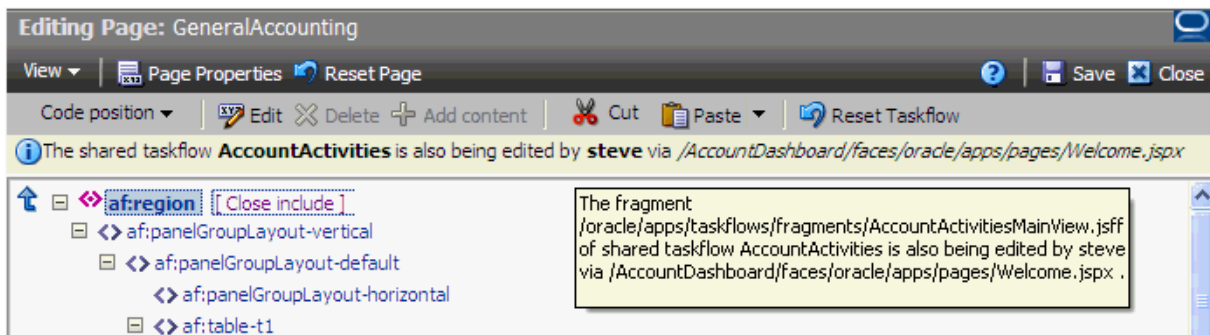 Editing Page: GeneralAccounting
View Page Properties Reset Page ? Save Close
Code position Edit Delete Add content Cut Paste Reset Taskflow
The shared taskflow AccountActivities is also being edited by steve via /AccountDashboard/faces/oracle/apps/pages/Welcome.jspx
af:region [ Close include ]
af:panelGroupLayout-vertical
af:panelGroupLayout-default
af:panelGroupLayout-horizontal
af:table-t1
The fragment
/oracle/apps/taskflows/fragments/AccountActivitiesMainView.jsff
of shared taskflow AccountActivities is also being edited by steve
via /AccountDashboard/faces/oracle/apps/pages/Welcome.jspx .